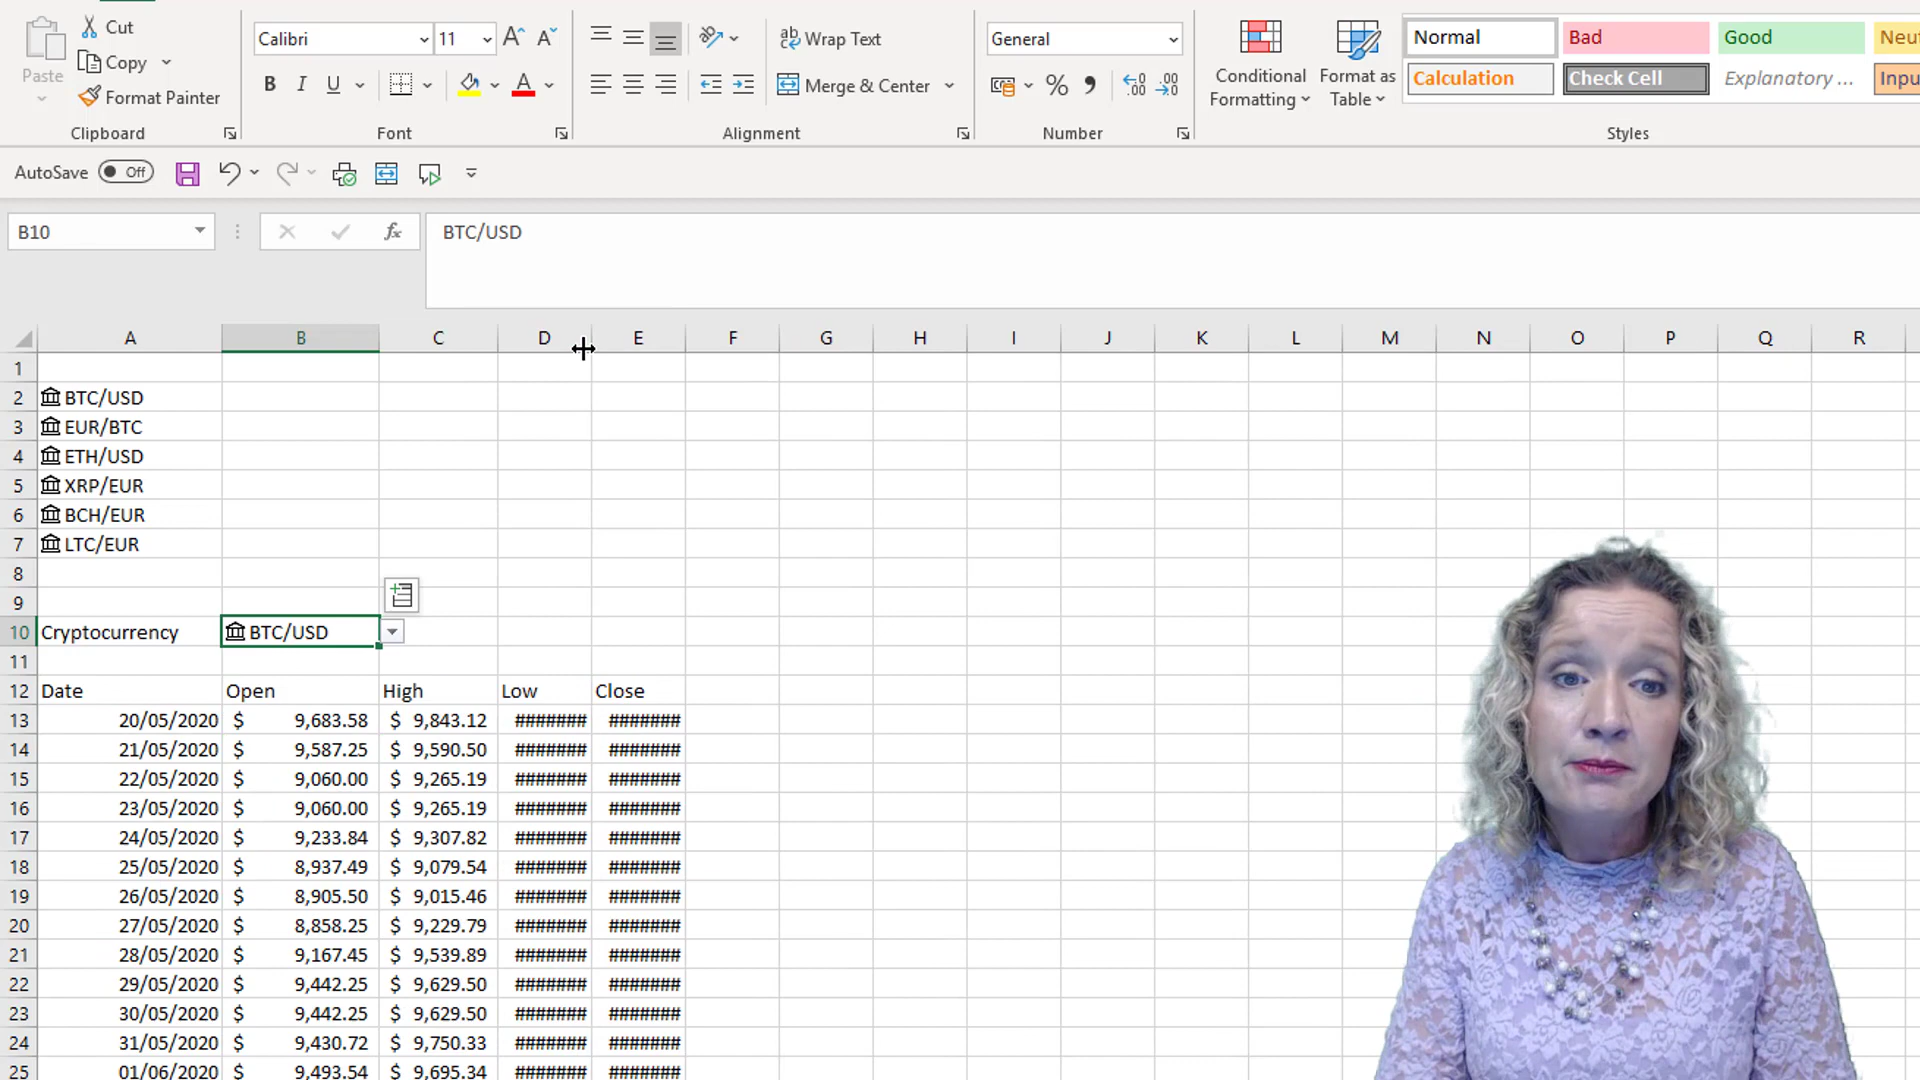 Cut
Copy
Paste
Format Painter
Clipboard
Calibri 11
B I U
A
Font
ab Wrap Text
Merge & Center
Alignment
General
%
Number
Conditional Formatting
Format as Table
Normal Bad Good Neu
Calculation Check Cell Explanatory ... Inpu
Styles
AutoSave Off
B10 fx BTC/USD
A B C D E F G H I J K L M N O P Q R
1
2 BTC/USD
3 EUR/BTC
4 ETH/USD
5 XRP/EUR
6 BCH/EUR
7 LTC/EUR
8
9
10 Cryptocurrency BTC/USD
11
12 Date Open High Low Close
13 20/05/2020 $ 9,683.58 $ 9,843.12 ####### #######
14 21/05/2020 $ 9,587.25 $ 9,590.50 ####### #######
15 22/05/2020 $ 9,060.00 $ 9,265.19 ####### #######
16 23/05/2020 $ 9,060.00 $ 9,265.19 ####### #######
17 24/05/2020 $ 9,233.84 $ 9,307.82 ####### #######
18 25/05/2020 $ 8,937.49 $ 9,079.54 ####### #######
19 26/05/2020 $ 8,905.50 $ 9,015.46 ####### #######
20 27/05/2020 $ 8,858.25 $ 9,229.79 ####### #######
21 28/05/2020 $ 9,167.45 $ 9,539.89 ####### #######
22 29/05/2020 $ 9,442.25 $ 9,629.50 ####### #######
23 30/05/2020 $ 9,442.25 $ 9,629.50 ####### #######
24 31/05/2020 $ 9,430.72 $ 9,750.33 ####### #######
25 01/06/2020 $ 9,493.54 $ 9,695.34 ####### #######